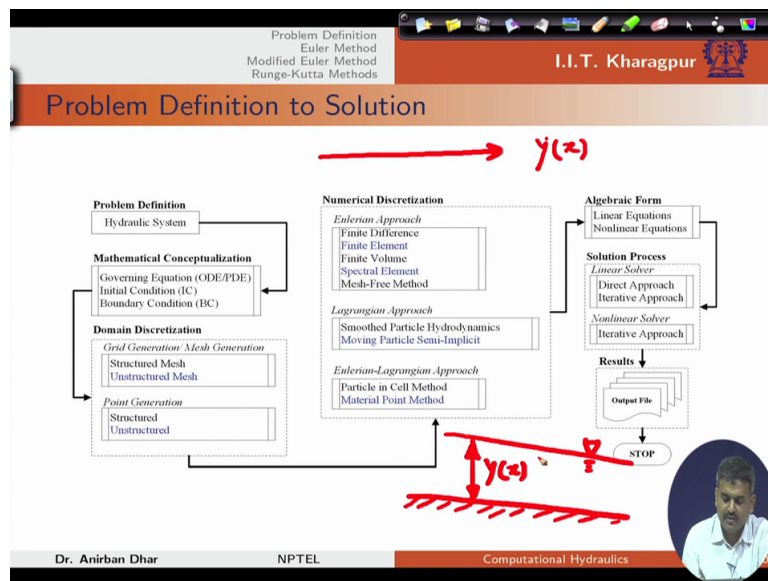 Problem Definition
Euler Method
Modified Euler Method
Runge-Kutta Methods
I.I.T. Kharagpur
Problem Definition to Solution
y(x)
Problem Definition
Hydraulic System
Mathematical Conceptualization
Governing Equation (ODE/PDE)
Initial Condition (IC)
Boundary Condition (BC)
Domain Discretization
Grid Generation/ Mesh Generation
Structured Mesh
Unstructured Mesh
Point Generation
Structured
Unstructured
Numerical Discretization
Eulerian Approach
Finite Difference
Finite Element
Finite Volume
Spectral Element
Mesh-Free Method
Lagrangian Approach
Smoothed Particle Hydrodynamics
Moving Particle Semi-Implicit
Eulerian-Lagrangian Approach
Particle in Cell Method
Material Point Method
Algebraic Form
Linear Equations
Nonlinear Equations
Solution Process
Linear Solver
Direct Approach
Iterative Approach
Nonlinear Solver
Iterative Approach
Results
Output File
STOP
y(x)
Dr. Anirban Dhar
NPTEL
Computational Hydraulics